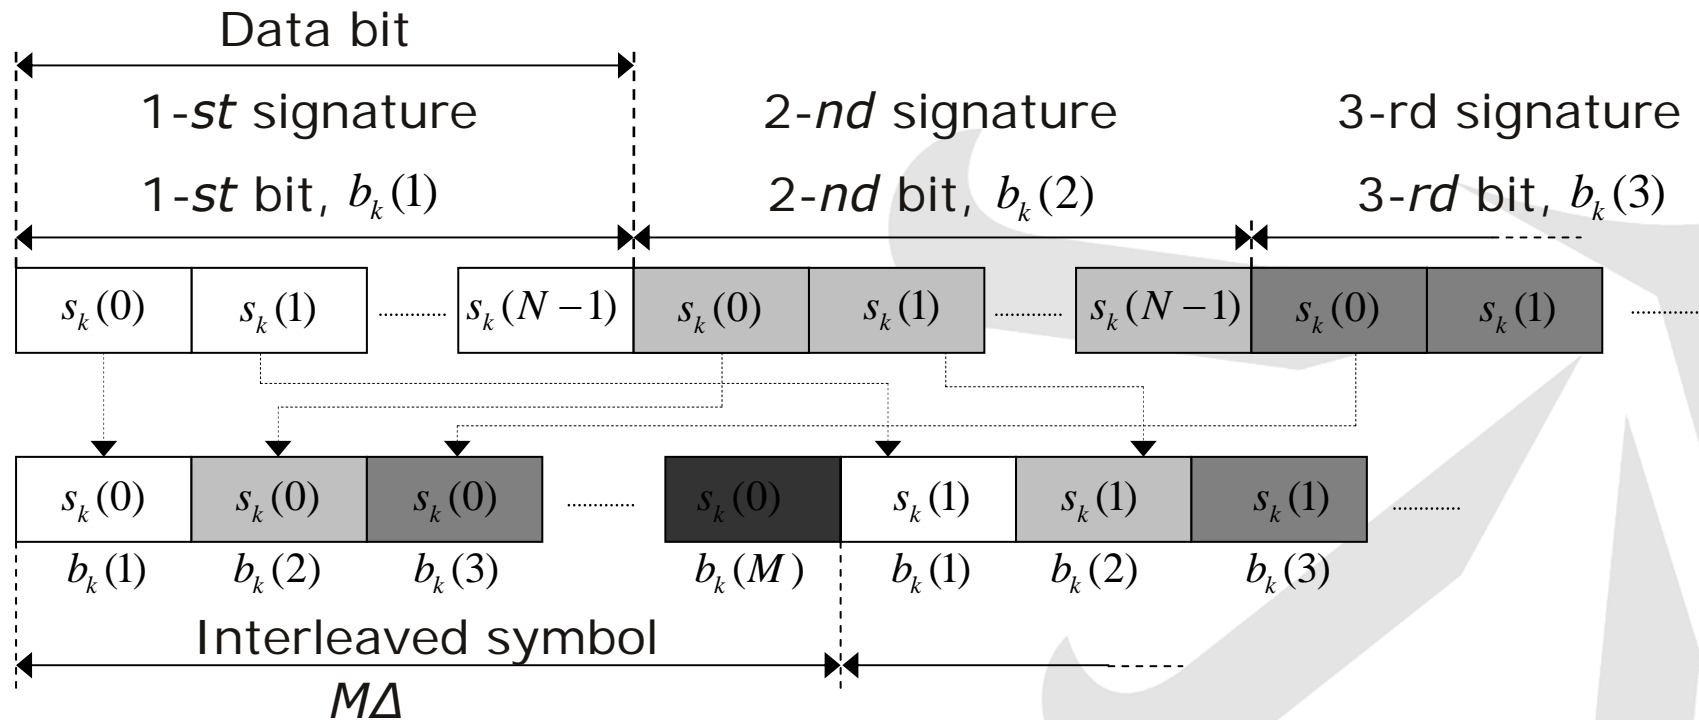 Data bit
1-st signature 2-nd signature 3-rd signature
1-st bit, b_k(1) 2-nd bit, b_k(2) 3-rd bit, b_k(3)
s_k(0) s_k(1) ............ s_k(N−1) s_k(0) s_k(1) ............ s_k(N−1) s_k(0) s_k(1) ............
s_k(0) s_k(0) s_k(0) ............ s_k(0) s_k(1) s_k(1) s_k(1) ............
b_k(1) b_k(2) b_k(3) b_k(M) b_k(1) b_k(2) b_k(3)
Interleaved symbol
MΔ